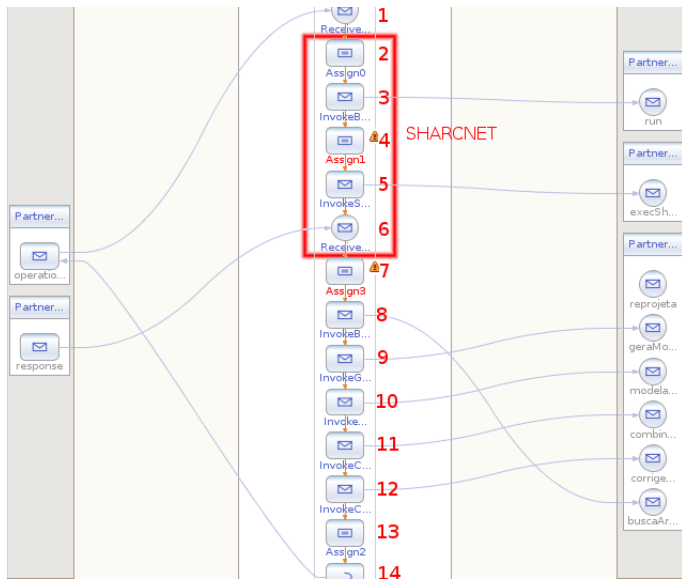 1
Receive...
2
Assign0
Partner...
3
InvokeB...
run
4
SHARCNET
Assign1
Partner...
5
InvokeS...
execSh...
Partner...
6
Partner...
Receive...
operatio...
7
Assign3
reprojeta
Partner...
8
InvokeB...
geraMo...
response
9
InvokeG...
modela...
10
Invoke...
combin...
11
InvokeC...
corrige...
12
InvokeC...
buscaAr...
13
Assign2
14